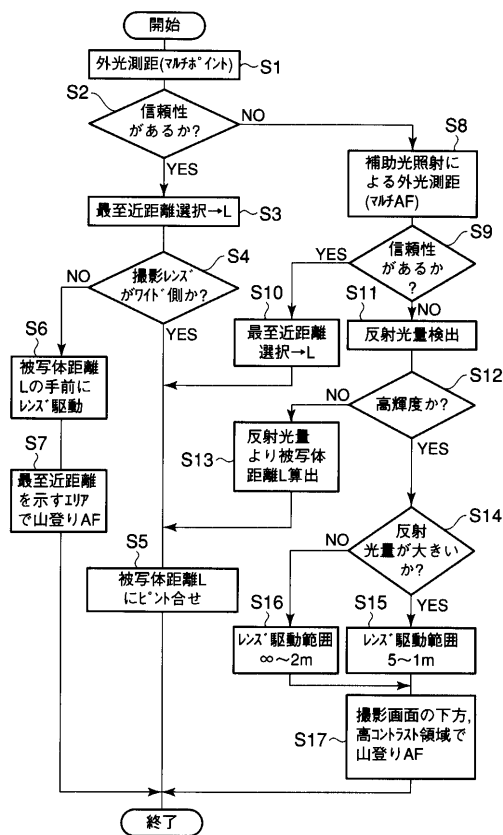 開始
外光測距(ﾏﾙﾁﾎﾟｲﾝﾄ)
S1
S2
信頼性
があるか?
NO
YES
S8
補助光照射に
よる外光測距
(ﾏﾙﾁAF)
最至近距離選択→L
S3
S9
信頼性
があるか
?
YES
NO
S4
撮影ﾚﾝｽﾞ
がﾜｲﾄﾞ側か?
NO
YES
S10
最至近距離
選択→L
S11
反射光量検出
S6
被写体距離
Lの手前に
ﾚﾝｽﾞ駆動
S12
高輝度か?
NO
YES
S13
反射光量
より被写体
距離L算出
S7
最至近距離
を示すｴﾘｱ
で山登りAF
S14
反射
光量が大きい
か?
NO
YES
S5
被写体距離L
にﾋﾟﾝﾄ合せ
S16
ﾚﾝｽﾞ駆動範囲
∞～2m
S15
ﾚﾝｽﾞ駆動範囲
5～1m
S17
撮影画面の下方,
高ｺﾝﾄﾗｽﾄ領域で
山登りAF
終了